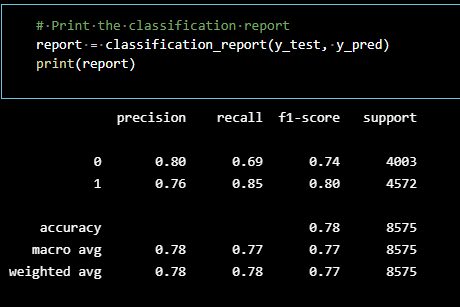 # Print the classification report
report = classification_report(y_test, y_pred)
print(report)
precision recall f1-score support
0 0.80 0.69 0.74 4003
1 0.76 0.85 0.80 4572
accuracy 0.78 8575
macro avg 0.78 0.77 0.77 8575
weighted avg 0.78 0.78 0.77 8575